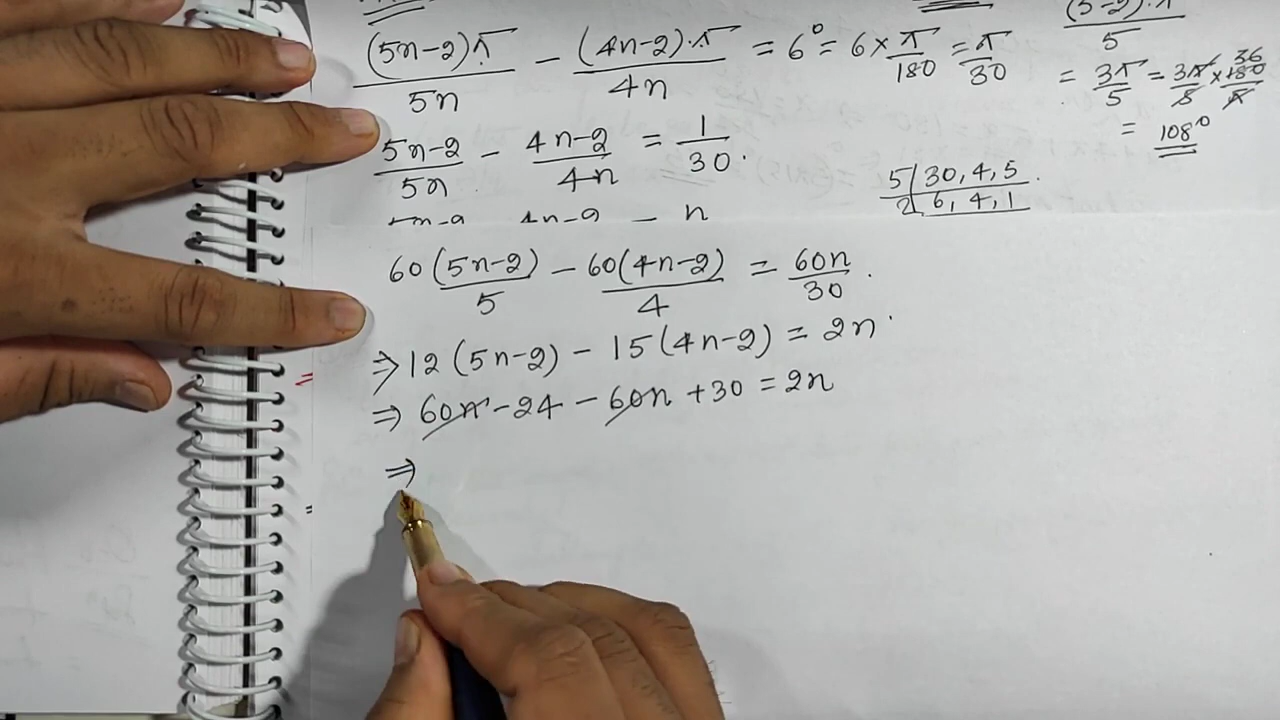 (5n-2)π/5n - (4n-2)·π/4n = 6° = 6 × π/180 = π/30
(5-2)·π/5
= 3π/5 = 3π/5 × 180/π 36
= 108°
5n-2/5n - 4n-2/4n = 1/30.
5 | 30, 4, 5
2 | 6, 4, 1
60(5n-2)/5 - 60(4n-2)/4 = 60n/30.
⇒ 12(5n-2) - 15(4n-2) = 2n.
⇒ 60n - 24 - 60n + 30 = 2n
⇒